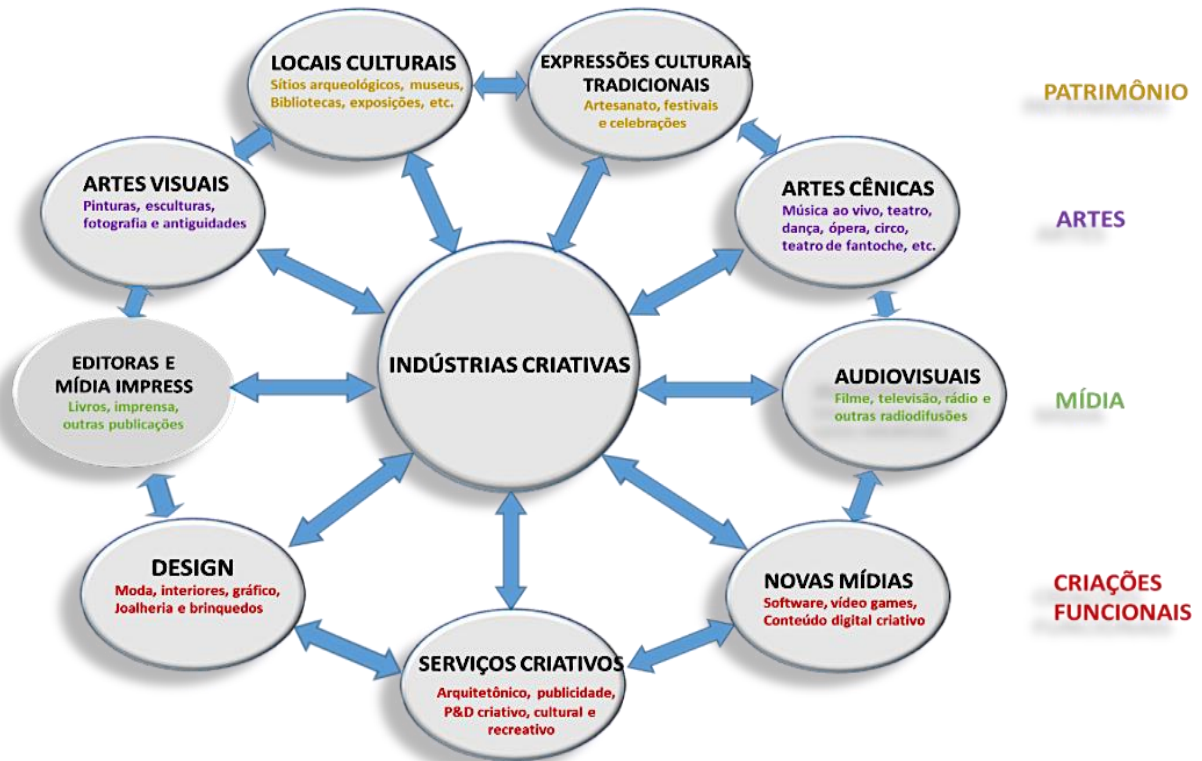 LOCAIS CULTURAIS
Sítios arqueológicos, museus,
Bibliotecas, exposições, etc.
EXPRESSÕES CULTURAIS
TRADICIONAIS
Artesanato, festivais
e celebrações
PATRIMÔNIO
ARTES VISUAIS
Pinturas, esculturas,
fotografia e antiguidades
ARTES CÊNICAS
Música ao vivo, teatro,
dança, ópera, circo,
teatro de fantoche, etc.
ARTES
EDITORAS E
MÍDIA IMPRESS
Livros, imprensa,
outras publicações
INDÚSTRIAS CRIATIVAS
AUDIOVISUAIS
Filme, televisão, rádio e
outras radiodifusões
MÍDIA
DESIGN
Moda, interiores, gráfico,
Joalheria e brinquedos
SERVIÇOS CRIATIVOS
Arquitetônico, publicidade,
P&D criativo, cultural e
recreativo
NOVAS MÍDIAS
Software, vídeo games,
Conteúdo digital criativo
CRIAÇÕES
FUNCIONAIS